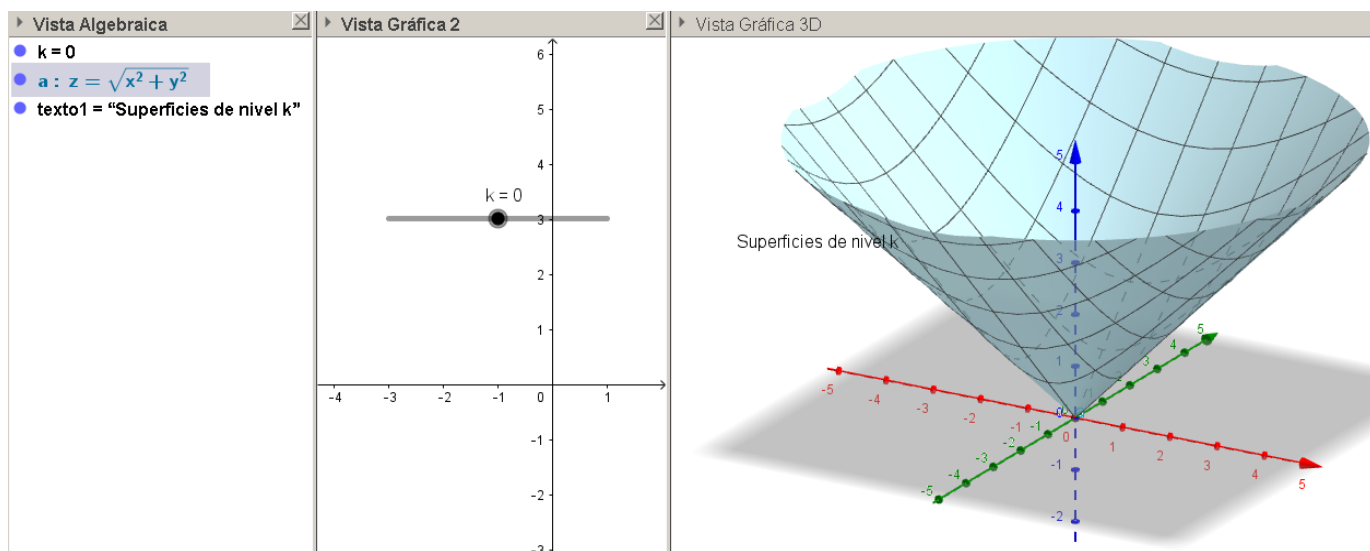 Vista Algebraica
k = 0
a : z = √x² + y²
texto1 = “Superficies de nivel k”
Vista Gráfica 2
6
5
4
k = 0
3
2
1
-4 -3 -2 -1 0 1
-1
-2
-3
Vista Gráfica 3D
5
4
Superficies de nivel k
3
2
1
0
-1
-2
-5 -4 -3 -2 -1 0 1 2 3 4 5
-5 -4 -3 -2 -1 2 3 4 5